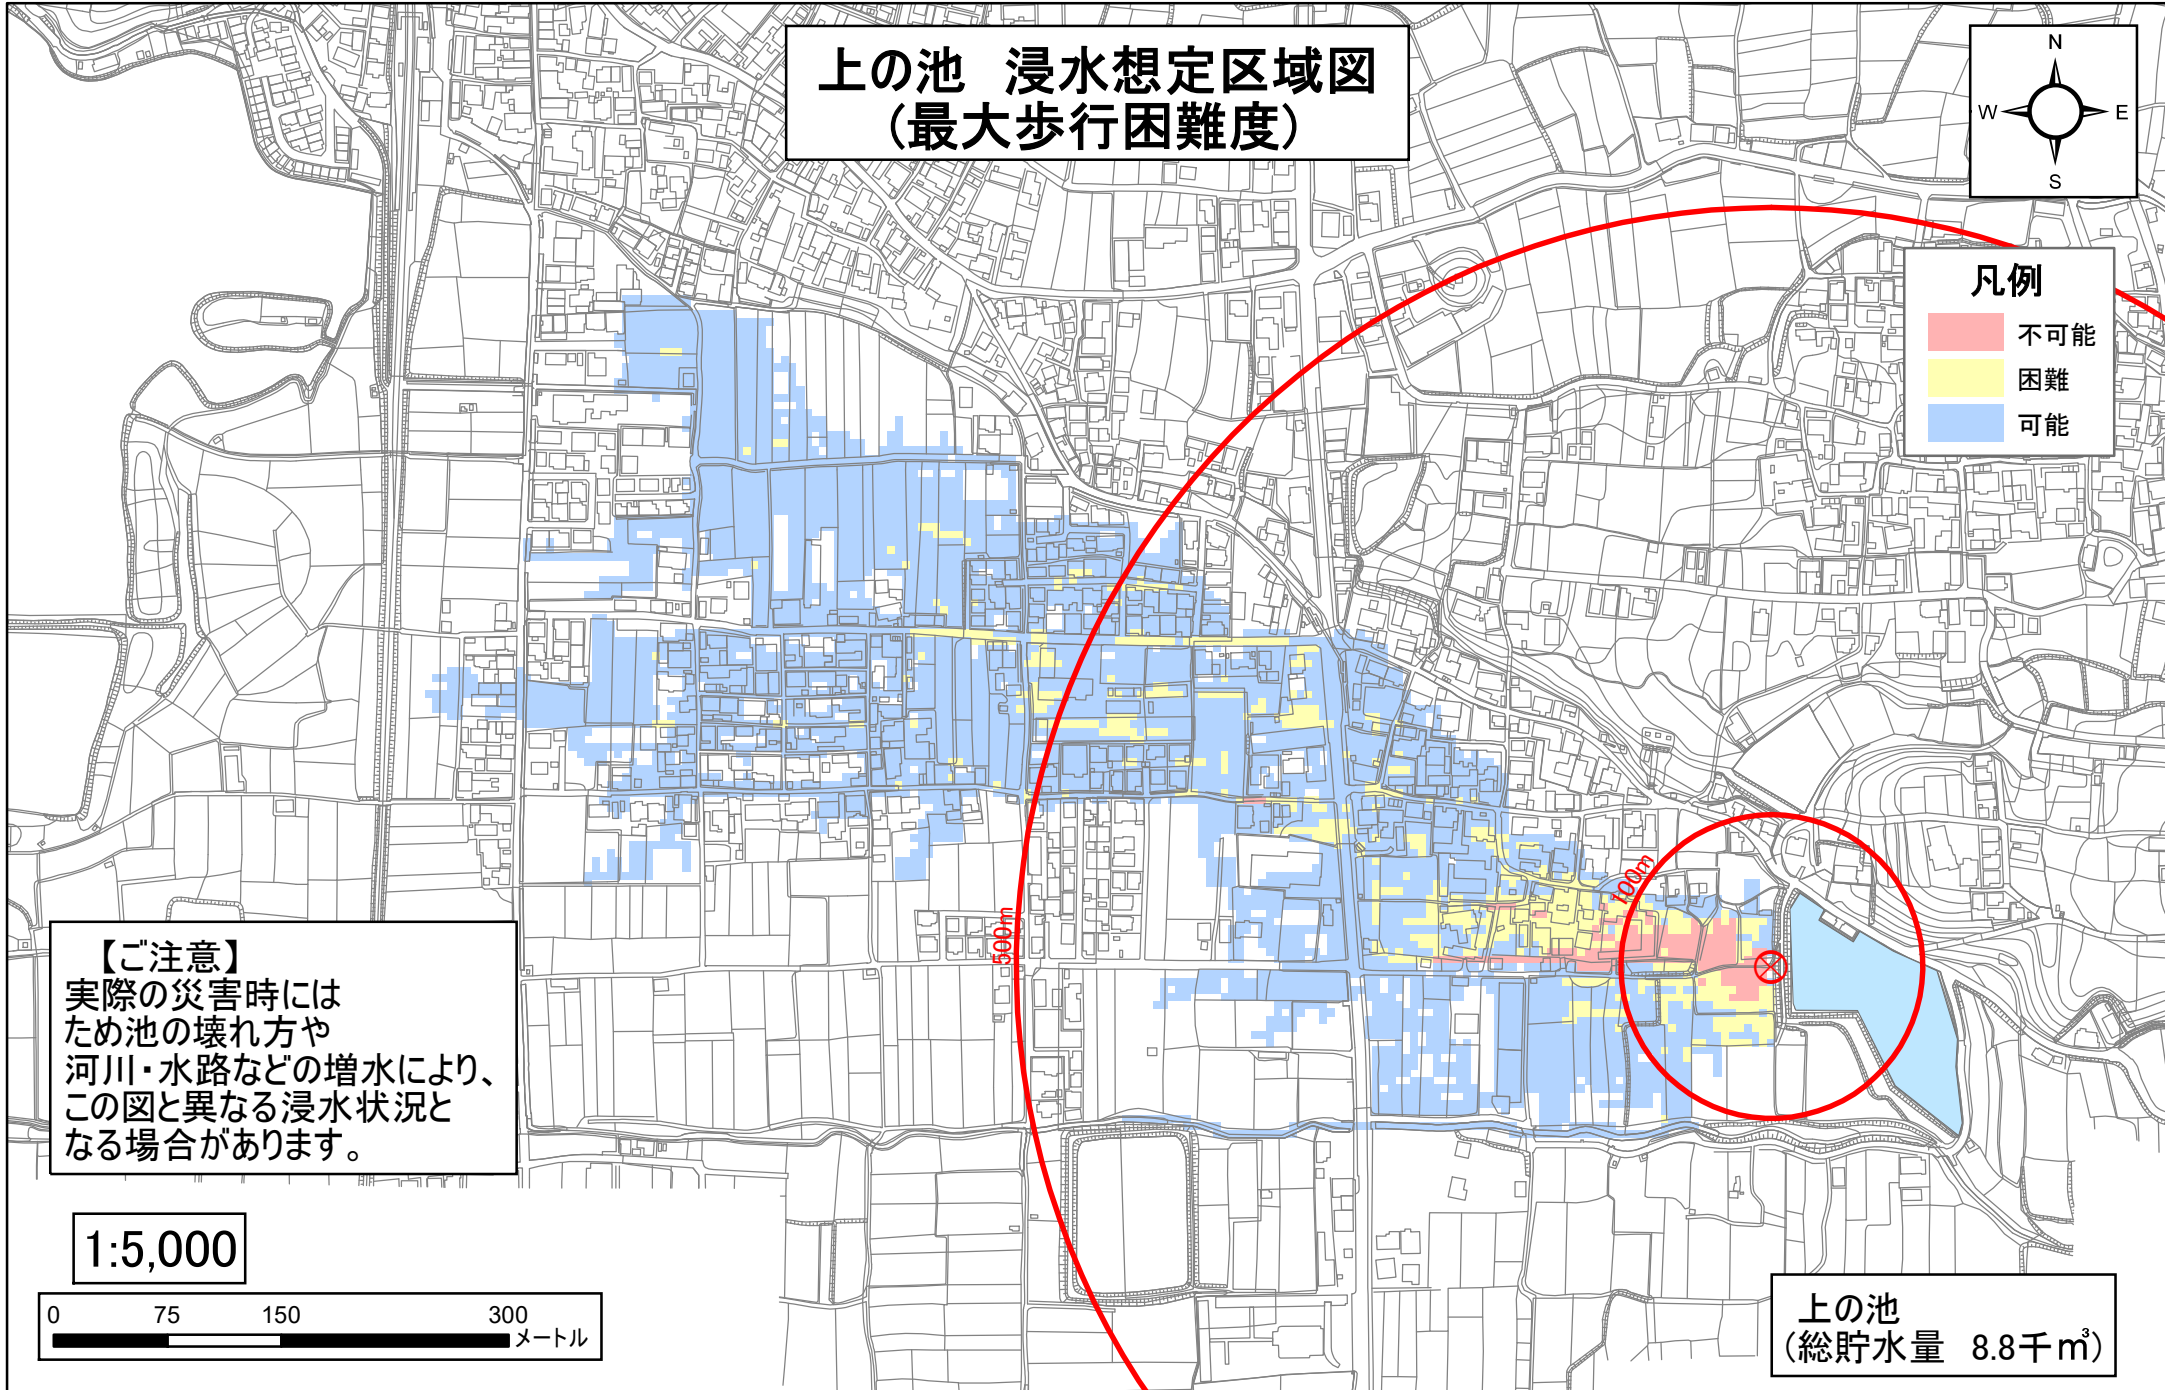 上の池　浸水想定区域図
（最大歩行困難度）
N
W
E
S
凡例
不可能
困難
可能
500m
100m
【ご注意】
実際の災害時には
ため池の壊れ方や
河川・水路などの増水により、
この図と異なる浸水状況と
なる場合があります。
1:5,000
0 75 150 300
メートル
上の池
（総貯水量　8.8千㎥）